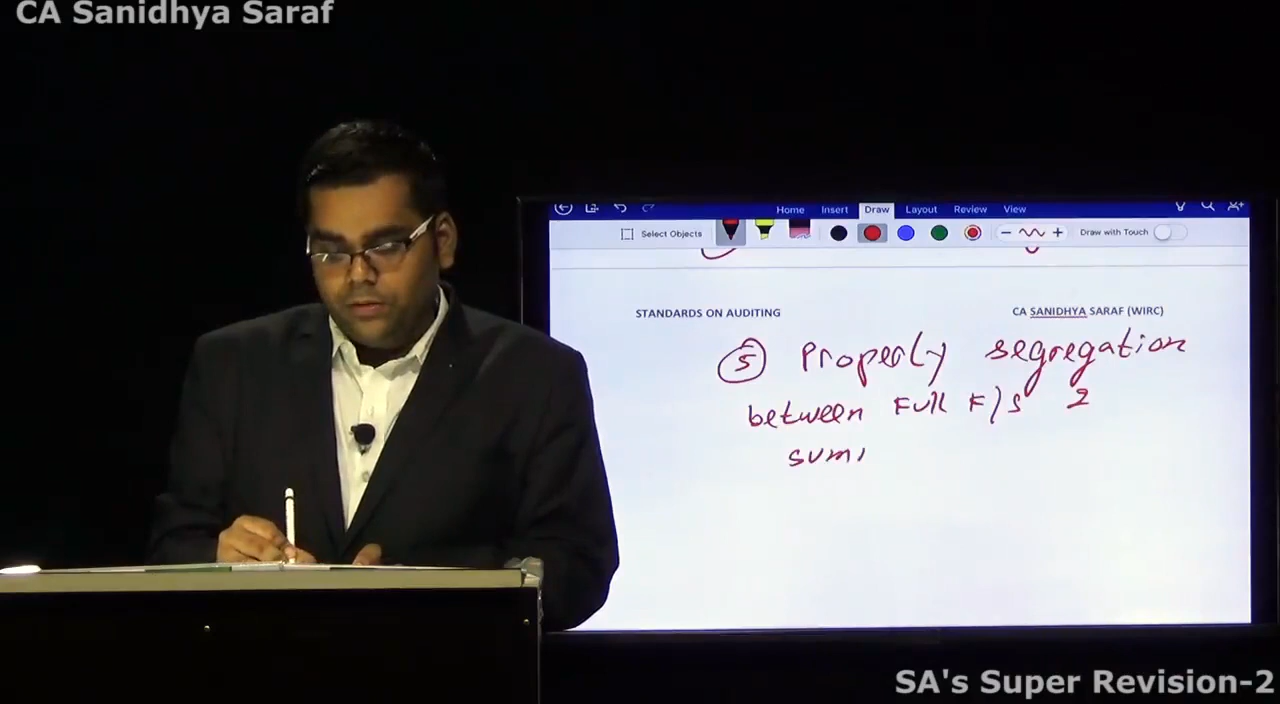 CA Sanidhya Saraf
Home Insert Draw Layout Review View
Select Objects
Draw with Touch
STANDARDS ON AUDITING
CA SANIDHYA SARAF (WIRC)
5 Properly segregation
between Full F/S &
summ
SA's Super Revision-2